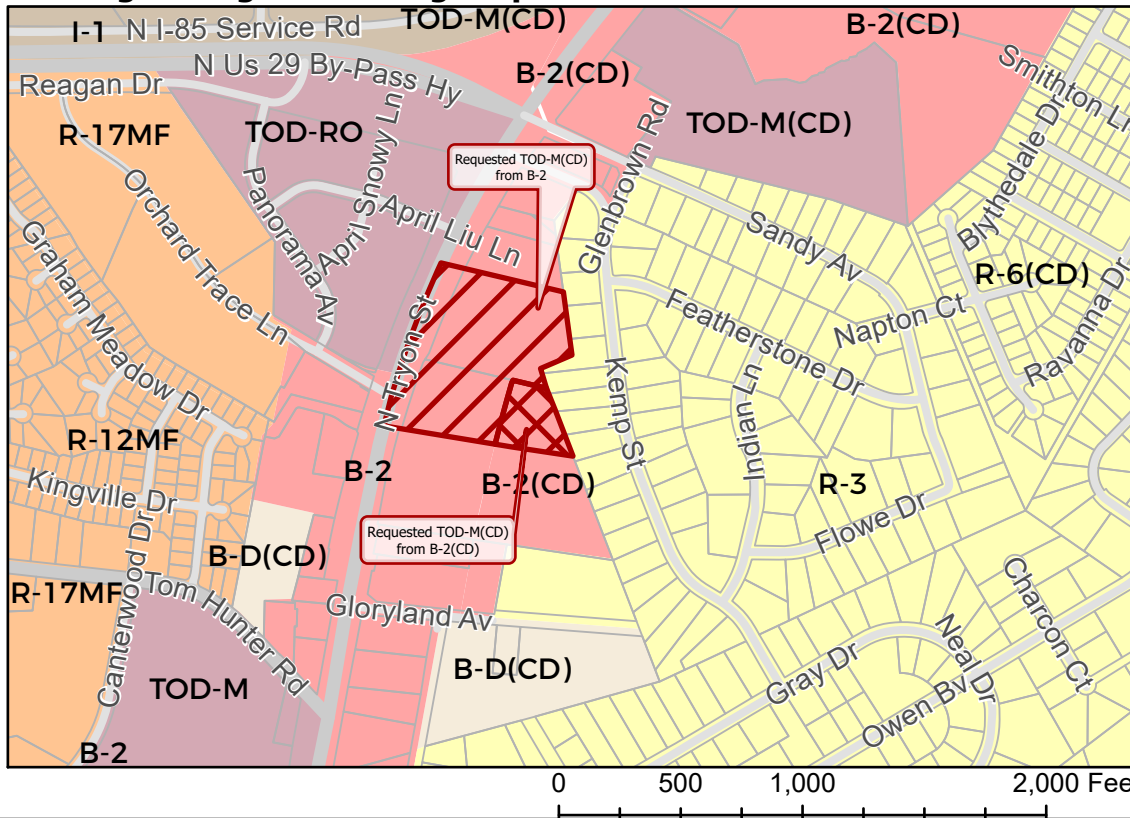 I-1
N I-85 Service Rd
TOD-M(CD)
B-2(CD)
N Us 29 By-Pass Hy
B-2(CD)
Smithton Ln
Reagan Dr
R-17MF
TOD-RO
April Snowy Ln
Glenbrown Rd
TOD-M(CD)
Blythedale Dr
Requested TOD-M(CD)
from B-2
Orchard Trace Ln
Panorama Av
April Liu Ln
Sandy Av
Graham Meadow Dr
N Tryon St
Featherstone Dr
Napton Ct
R-6(CD)
Ravanna Dr
Kemp St
Lupian Ln
R-12MF
B-2
B-2(CD)
R-3
Kingville Dr
Canterwood Dr
B-D(CD)
Requested TOD-M(CD)
from B-2(CD)
Flowe Dr
R-17MF
Tom Hunter Rd
Gloryland Av
Charcon Ct
TOD-M
B-D(CD)
Gray Dr
Neal Dr
Owen Bv
B-2
0 500 1,000 2,000 Fee